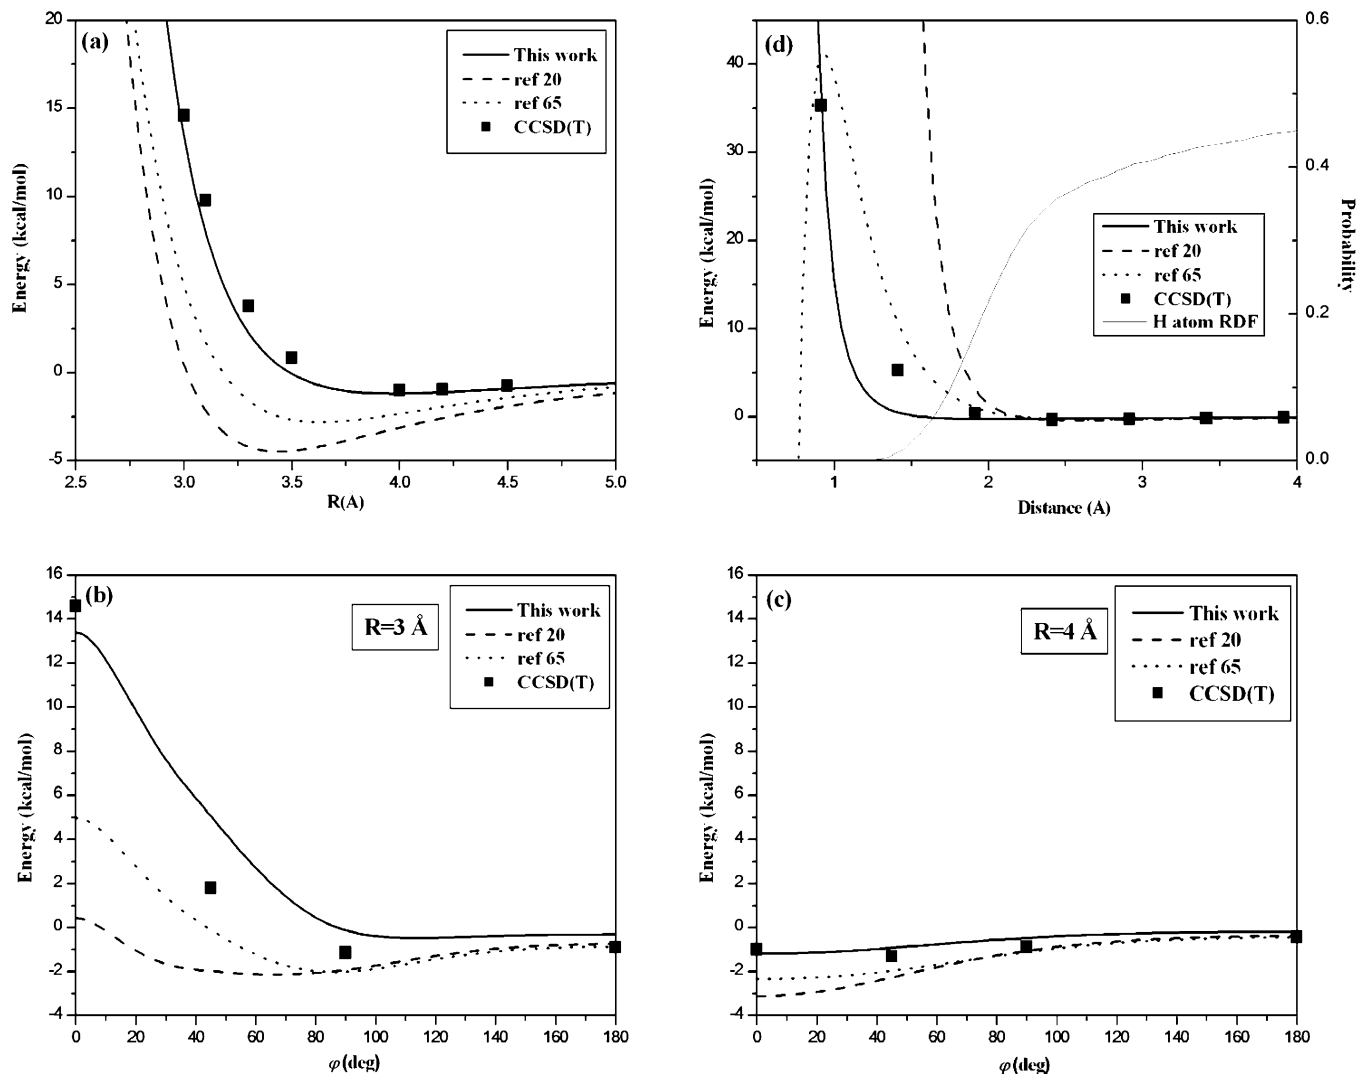 (a)
This work
ref 20
ref 65
CCSD(T)
20
15
10
5
0
-5
2.5
3.0
3.5
4.0
4.5
5.0
Energy (kcal/mol)
R(A)
(d)
This work
ref 20
ref 65
CCSD(T)
H atom RDF
40
30
20
10
0
0.6
0.4
0.2
0.0
1
2
3
4
Energy (kcal/mol)
Probability
Distance (A)
(b)
R=3 Å
This work
ref 20
ref 65
CCSD(T)
16
14
12
10
8
6
4
2
0
-2
-4
0
20
40
60
80
100
120
140
160
180
Energy (kcal/mol)
φ(deg)
(c)
R=4 Å
This work
ref 20
ref 65
CCSD(T)
16
14
12
10
8
6
4
2
0
-2
-4
0
20
40
60
80
100
120
140
160
180
Energy (kcal/mol)
φ(deg)